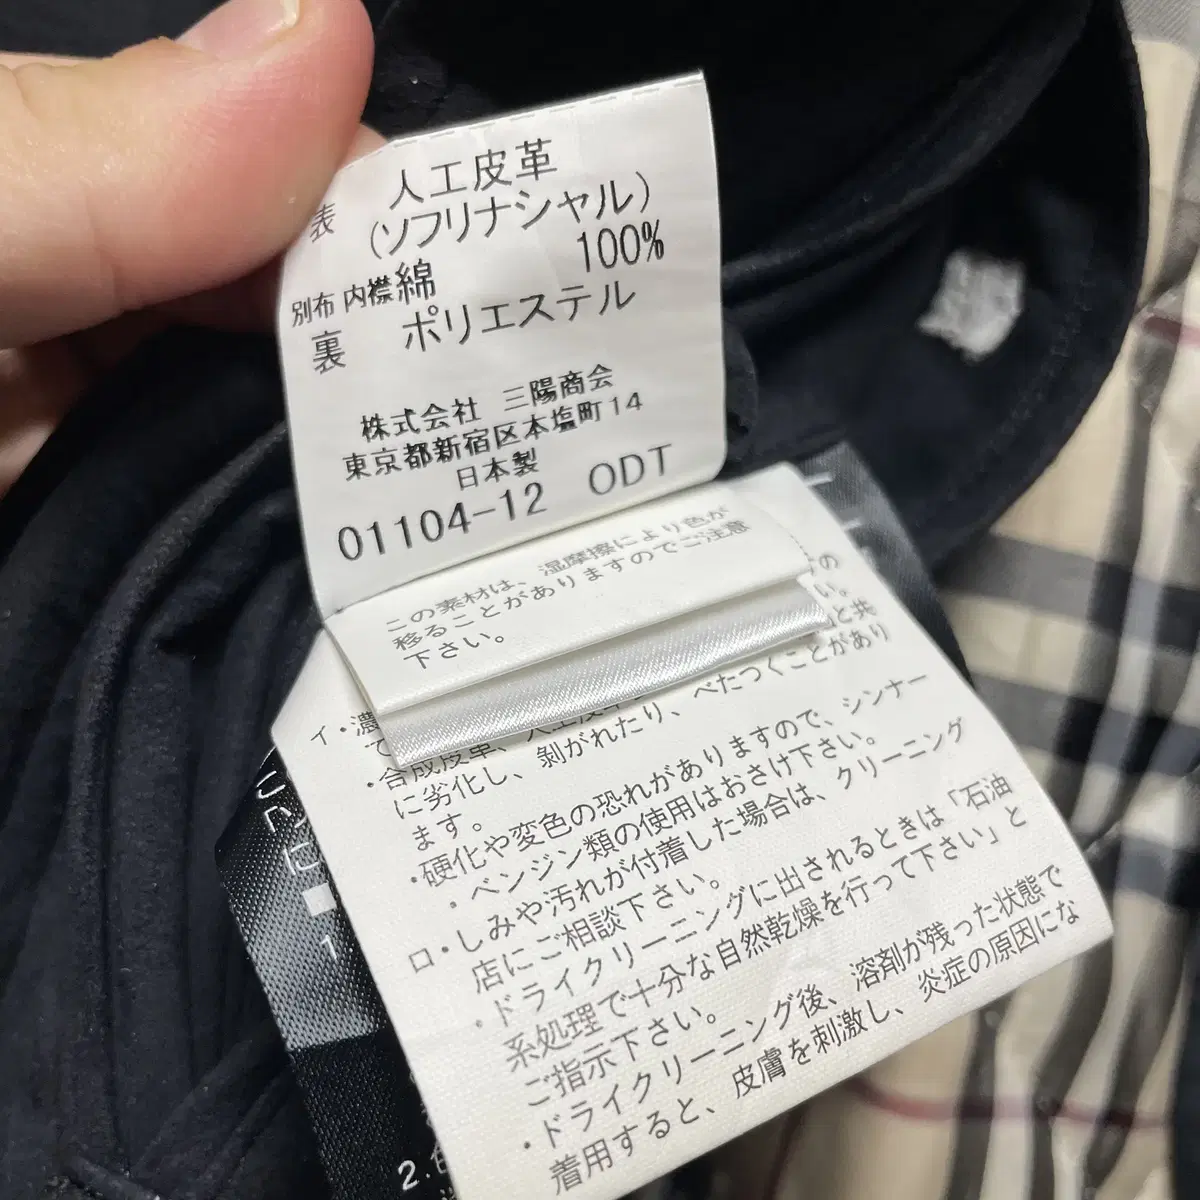 表 人工皮革
(ソフリナシャル)
100%
別布 内襟 綿
裏 ポリエステル
株式会社 三陽商会
東京都新宿区本塩町14
日本製
01104-12 ODT
この素材は、湿摩擦により色が
移ることがありますのでご注意
下さい。
の
い。
と共
イ・濃
て
べたつくことがあり
・合成皮革、人工皮革
に劣化し、剥がれたり、
ます。
・硬化や変色の恐れがありますので、シンナー
・ベンジン類の使用はおさけ下さい。
ロ・しみや汚れが付着した場合は、クリーニング
店にご相談下さい。
・ドライクリーニングに出されるときは「石油
系処理で十分な自然乾燥を行って下さい」と
ご指示下さい。
・ドライクリーニング後、溶剤が残った状態で
着用すると、皮膚を刺激し、炎症の原因にな
1
2.